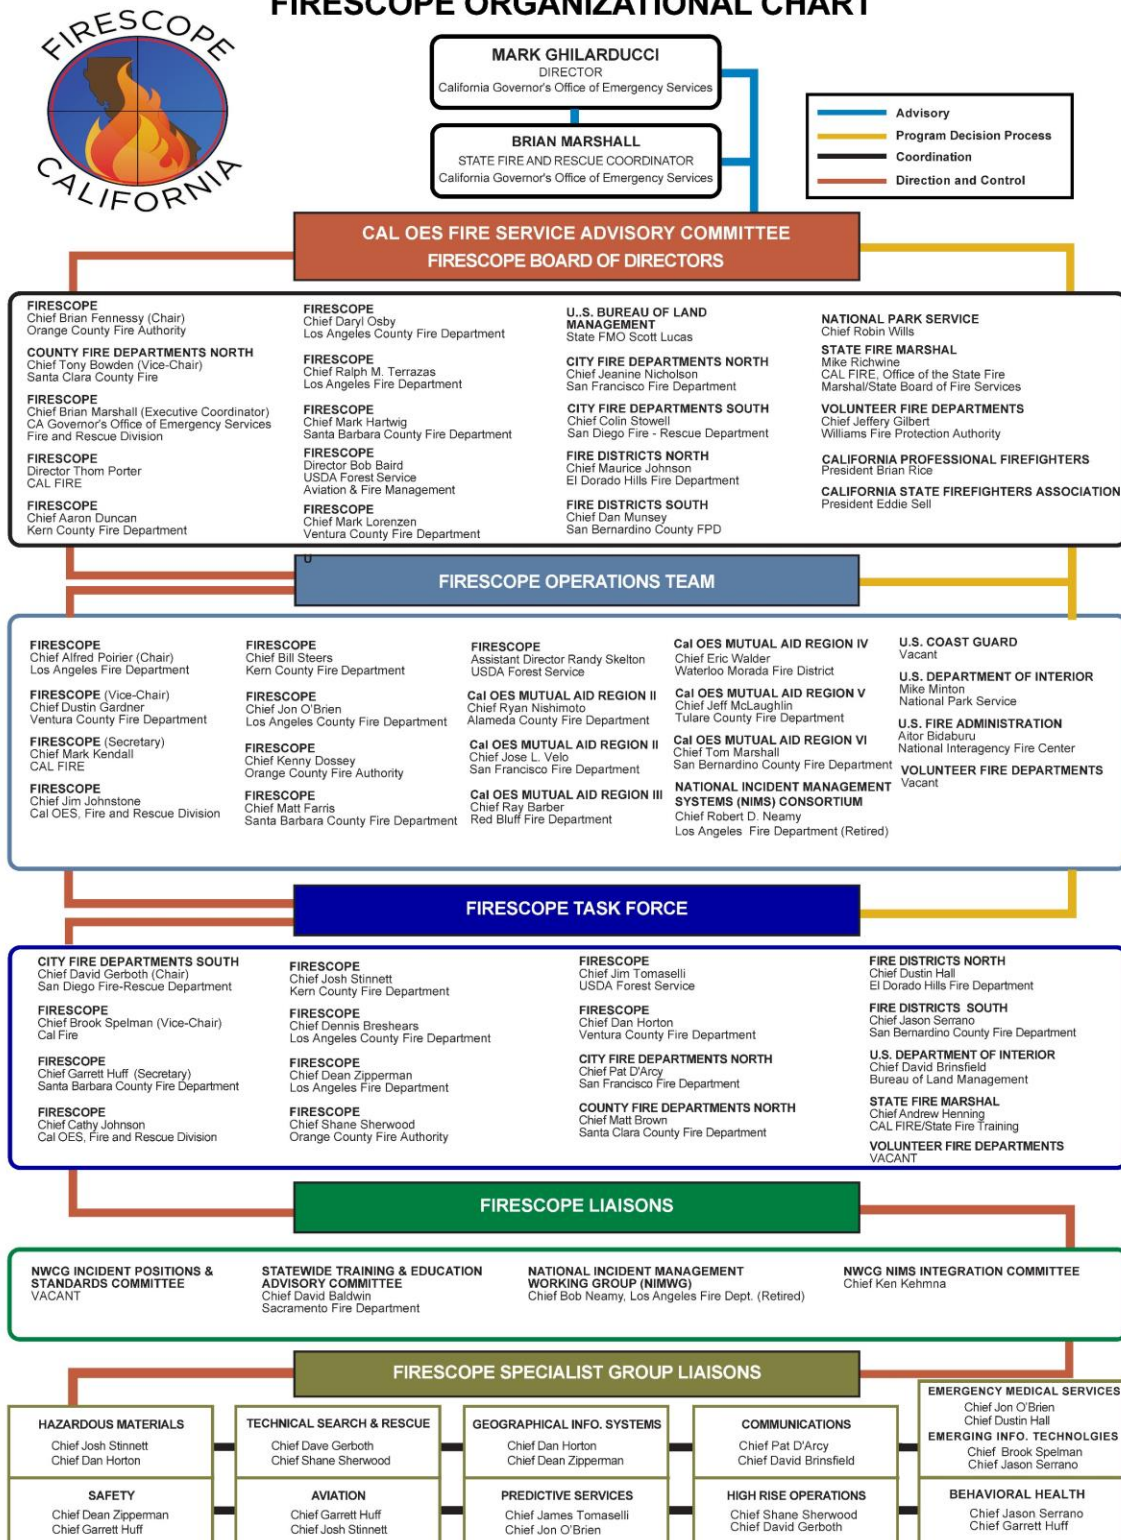 FIRESCOPE ORGANIZATIONAL CHART
FIRESCOPE
CALIFORNIA
MARK GHILARDUCCI
DIRECTOR
California Governor's Office of Emergency Services
BRIAN MARSHALL
STATE FIRE AND RESCUE COORDINATOR
California Governor's Office of Emergency Services
Advisory
Program Decision Process
Coordination
Direction and Control
CAL OES FIRE SERVICE ADVISORY COMMITTEE
FIRESCOPE BOARD OF DIRECTORS
FIRESCOPE
Chief Brian Fennessy (Chair)
Orange County Fire Authority
COUNTY FIRE DEPARTMENTS NORTH
Chief Tony Bowden (Vice-Chair)
Santa Clara County Fire
FIRESCOPE
Chief Brian Marshall (Executive Coordinator)
CA Governor's Office of Emergency Services
Fire and Rescue Division
FIRESCOPE
Director Thom Porter
CAL FIRE
FIRESCOPE
Chief Aaron Duncan
Kern County Fire Department
FIRESCOPE
Chief Daryl Osby
Los Angeles County Fire Department
FIRESCOPE
Chief Ralph M. Terrazas
Los Angeles Fire Department
FIRESCOPE
Chief Mark Hartwig
Santa Barbara County Fire Department
FIRESCOPE
Director Bob Baird
USDA Forest Service
Aviation & Fire Management
FIRESCOPE
Chief Mark Lorenzen
Ventura County Fire Department
U..S. BUREAU OF LAND
MANAGEMENT
State FMO Scott Lucas
CITY FIRE DEPARTMENTS NORTH
Chief Jeanine Nicholson
San Francisco Fire Department
CITY FIRE DEPARTMENTS SOUTH
Chief Colin Stowell
San Diego Fire - Rescue Department
FIRE DISTRICTS NORTH
Chief Maurice Johnson
El Dorado Hills Fire Department
FIRE DISTRICTS SOUTH
Chief Dan Munsey
San Bernardino County FPD
NATIONAL PARK SERVICE
Chief Robin Wills
STATE FIRE MARSHAL
Mike Richwine
CAL FIRE, Office of the State Fire
Marshal/State Board of Fire Services
VOLUNTEER FIRE DEPARTMENTS
Chief Jeffery Gilbert
Williams Fire Protection Authority
CALIFORNIA PROFESSIONAL FIREFIGHTERS
President Brian Rice
CALIFORNIA STATE FIREFIGHTERS ASSOCIATION
President Eddie Sell
U
FIRESCOPE OPERATIONS TEAM
FIRESCOPE
Chief Alfred Poirier (Chair)
Los Angeles Fire Department
FIRESCOPE (Vice-Chair)
Chief Dustin Gardner
Ventura County Fire Department
FIRESCOPE (Secretary)
Chief Mark Kendall
CAL FIRE
FIRESCOPE
Chief Jim Johnstone
Cal OES, Fire and Rescue Division
FIRESCOPE
Chief Bill Steers
Kern County Fire Department
FIRESCOPE
Chief Jon O'Brien
Los Angeles County Fire Department
FIRESCOPE
Chief Kenny Dossey
Orange County Fire Authority
FIRESCOPE
Chief Matt Farris
Santa Barbara County Fire Department
FIRESCOPE
Assistant Director Randy Skelton
USDA Forest Service
Cal OES MUTUAL AID REGION II
Chief Ryan Nishimoto
Alameda County Fire Department
Cal OES MUTUAL AID REGION II
Chief Jose L. Velo
San Francisco Fire Department
Cal OES MUTUAL AID REGION III
Chief Ray Barber
Red Bluff Fire Department
Cal OES MUTUAL AID REGION IV
Chief Eric Walder
Waterloo Morada Fire District
Cal OES MUTUAL AID REGION V
Chief Jeff McLaughlin
Tulare County Fire Department
Cal OES MUTUAL AID REGION VI
Chief Tom Marshall
San Bernardino County Fire Department
NATIONAL INCIDENT MANAGEMENT
SYSTEMS (NIMS) CONSORTIUM
Chief Robert D. Neamy
Los Angeles Fire Department (Retired)
U.S. COAST GUARD
Vacant
U.S. DEPARTMENT OF INTERIOR
Mike Minton
National Park Service
U.S. FIRE ADMINISTRATION
Aitor Bidaburu
National Interagency Fire Center
VOLUNTEER FIRE DEPARTMENTS
Vacant
FIRESCOPE TASK FORCE
CITY FIRE DEPARTMENTS SOUTH
Chief David Gerboth (Chair)
San Diego Fire-Rescue Department
FIRESCOPE
Chief Brook Spelman (Vice-Chair)
Cal Fire
FIRESCOPE
Chief Garrett Huff (Secretary)
Santa Barbara County Fire Department
FIRESCOPE
Chief Cathy Johnson
Cal OES, Fire and Rescue Division
FIRESCOPE
Chief Josh Stinnett
Kern County Fire Department
FIRESCOPE
Chief Dennis Breshears
Los Angeles County Fire Department
FIRESCOPE
Chief Dean Zipperman
Los Angeles Fire Department
FIRESCOPE
Chief Shane Sherwood
Orange County Fire Authority
FIRESCOPE
Chief Jim Tomaselli
USDA Forest Service
FIRESCOPE
Chief Dan Horton
Ventura County Fire Department
CITY FIRE DEPARTMENTS NORTH
Chief Pat D'Arcy
San Francisco Fire Department
COUNTY FIRE DEPARTMENTS NORTH
Chief Matt Brown
Santa Clara County Fire Department
FIRE DISTRICTS NORTH
Chief Dustin Hall
El Dorado Hills Fire Department
FIRE DISTRICTS SOUTH
Chief Jason Serrano
San Bernardino County Fire Department
U.S. DEPARTMENT OF INTERIOR
Chief David Brinsfield
Bureau of Land Management
STATE FIRE MARSHAL
Chief Andrew Henning
CAL FIRE/State Fire Training
VOLUNTEER FIRE DEPARTMENTS
VACANT
FIRESCOPE LIAISONS
NWCG INCIDENT POSITIONS &
STANDARDS COMMITTEE
VACANT
STATEWIDE TRAINING & EDUCATION
ADVISORY COMMITTEE
Chief David Baldwin
Sacramento Fire Department
NATIONAL INCIDENT MANAGEMENT
WORKING GROUP (NIMWG)
Chief Bob Neamy, Los Angeles Fire Dept. (Retired)
NWCG NIMS INTEGRATION COMMITTEE
Chief Ken Kehmna
FIRESCOPE SPECIALIST GROUP LIAISONS
HAZARDOUS MATERIALS
Chief Josh Stinnett
Chief Dan Horton
TECHNICAL SEARCH & RESCUE
Chief Dave Gerboth
Chief Shane Sherwood
GEOGRAPHICAL INFO. SYSTEMS
Chief Dan Horton
Chief Dean Zipperman
COMMUNICATIONS
Chief Pat D'Arcy
Chief David Brinsfield
EMERGENCY MEDICAL SERVICES
Chief Jon O'Brien
Chief Dustin Hall
EMERGING INFO. TECHNOLGIES
Chief Brook Spelman
Chief Jason Serrano
SAFETY
Chief Dean Zipperman
Chief Garrett Huff
AVIATION
Chief Garrett Huff
Chief Josh Stinnett
PREDICTIVE SERVICES
Chief James Tomaselli
Chief Jon O'Brien
HIGH RISE OPERATIONS
Chief Shane Sherwood
Chief David Gerboth
BEHAVIORAL HEALTH
Chief Jason Serrano
Chief Garrett Huff